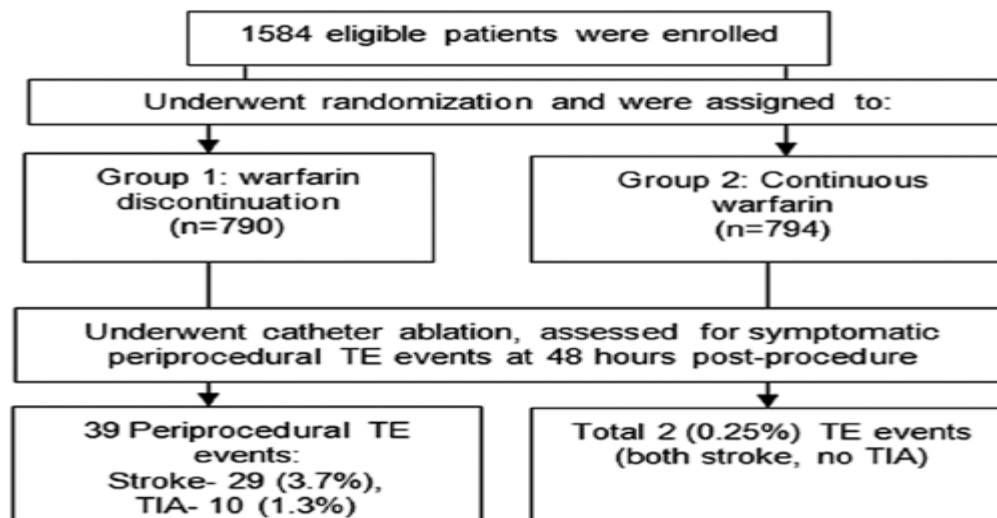 1584 eligible patients were enrolled
Underwent randomization and were assigned to:
Group 1: warfarin
discontinuation
(n=790)
Group 2: Continuous
warfarin
(n=794)
Underwent catheter ablation, assessed for symptomatic
periprocedural TE events at 48 hours post-procedure
39 Periprocedural TE
events:
Stroke- 29 (3.7%),
TIA- 10 (1.3%)
Total 2 (0.25%) TE events
(both stroke, no TIA)